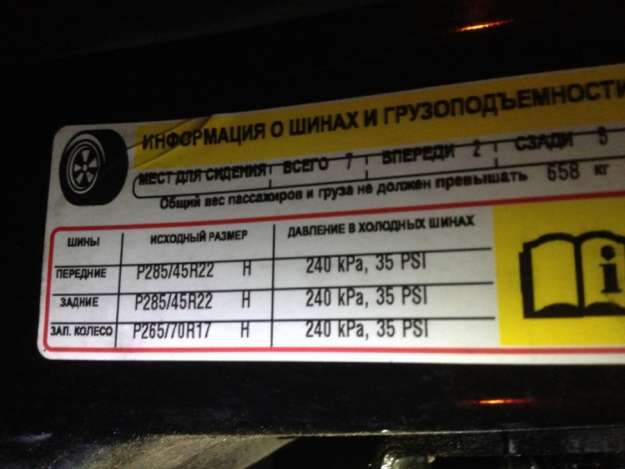 ИНФОРМАЦИЯ О ШИНАХ И ГРУЗОПОДЪЕМНОСТИ
МЕСТ ДЛЯ СИДЕНИЯ ВСЕГО 7 ВПЕРЕДИ 2 СЗАДИ 5
Общий вес пассажиров и груза не должен превышать 658 кг
ШИНЫ ИСХОДНЫЙ РАЗМЕР ДАВЛЕНИЕ В ХОЛОДНЫХ ШИНАХ
ПЕРЕДНИЕ P285/45R22 H 240 kPa, 35 PSI
ЗАДНИЕ P285/45R22 H 240 kPa, 35 PSI
ЗАП. КОЛЕСО P265/70R17 H 240 kPa, 35 PSI